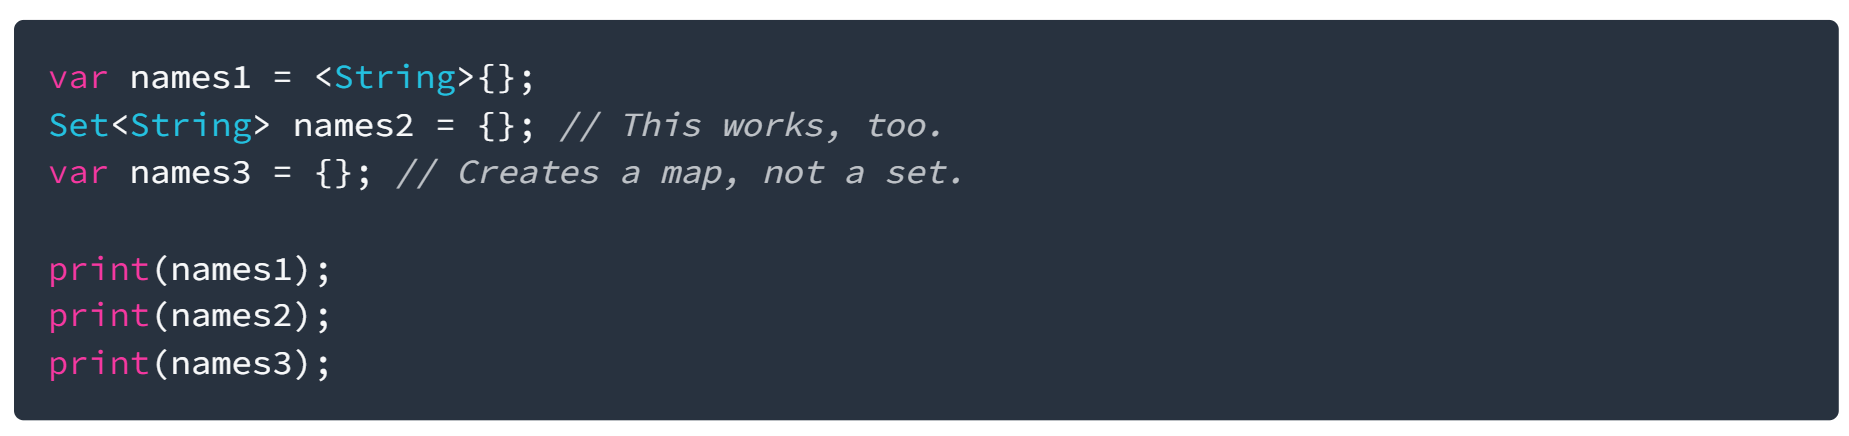 var names1 = <String>{};
Set<String> names2 = {}; // This works, too.
var names3 = {}; // Creates a map, not a set.
print(names1);
print(names2);
print(names3);